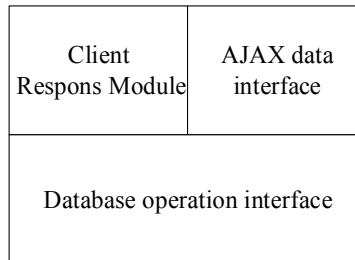 Client
Respons Module
AJAX data
interface
Database operation interface